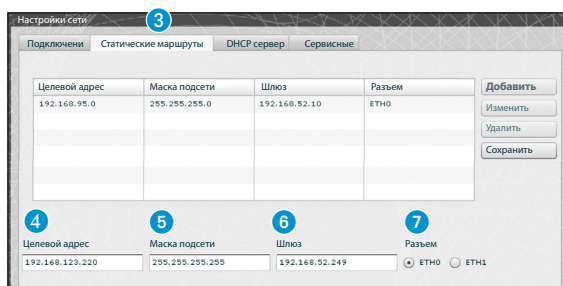 Настройки сети
3
Подключени Статические маршруты DHCP сервер Сервисные
Целевой адрес Маска подсети Шлюз Разъем
192.168.95.0 255.255.255.0 192.168.52.10 ETH0
Добавить
Изменить
Удалить
Сохранить
4 5 6 7
Целевой адрес Маска подсети Шлюз Разъем
192.168.123.220 255.255.255.255 192.168.52.249 ETH0 ETH1